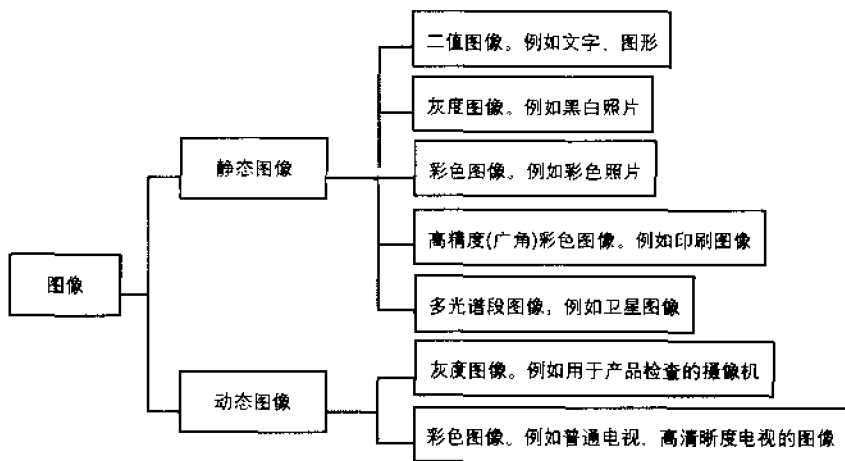 二值图像。例如文字、图形
灰度图像。例如黑白照片
静态图像
彩色图像。例如彩色照片
高精度(广角)彩色图像。例如印刷图像
图像
多光谱段图像，例如卫星图像
灰度图像。例如用于产品检查的摄像机
动态图像
彩色图像。例如普通电视、高清晰度电视的图像